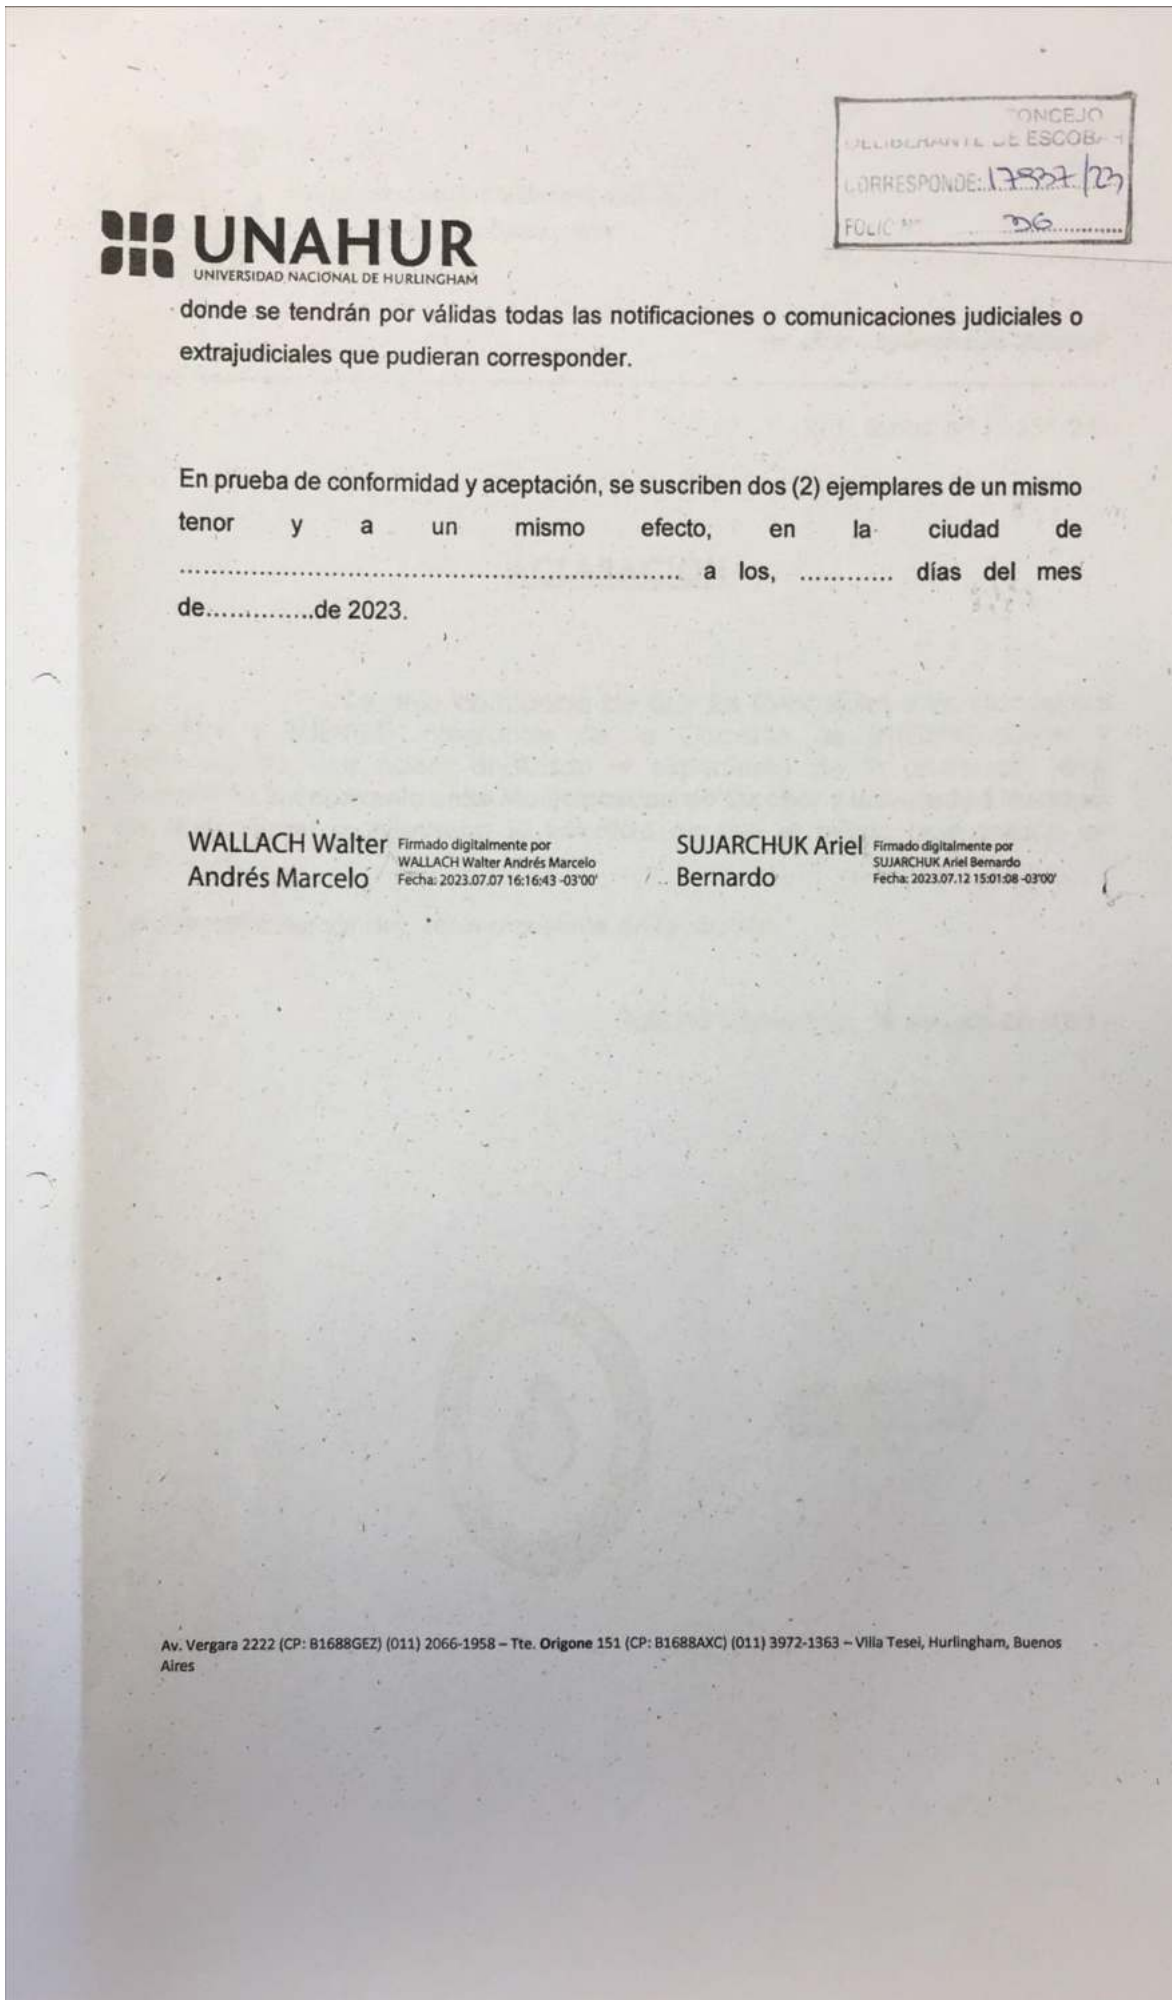 ONCEJO
DELIBERANTE DE ESCOBA
CORRESPONDE: 17937/23
FOLIO Nº
UNAHUR
UNIVERSIDAD NACIONAL DE HURLINGHAM
donde se tendrán por válidas todas las notificaciones o comunicaciones judiciales o
extrajudiciales que pudieran corresponder.
En prueba de conformidad y aceptación, se suscriben dos (2) ejemplares de un mismo
tenor y a un mismo efecto, en la ciudad de
.................................................................. a los, ............ días del mes
de..............de 2023.
WALLACH Walter
Andrés Marcelo
Firmado digitalmente por
WALLACH Walter Andrés Marcelo
Fecha: 2023.07.07 16:16:43 -03'00'
SUJARCHUK Ariel
Bernardo
Firmado digitalmente por
SUJARCHUK Ariel Bernardo
Fecha: 2023.07.12 15:01:08 -03'00'
Av. Vergara 2222 (CP: B1688GEZ) (011) 2066-1958 – Tte. Origone 151 (CP: B1688AXC) (011) 3972-1363 – Villa Tesei, Hurlingham, Buenos
Aires